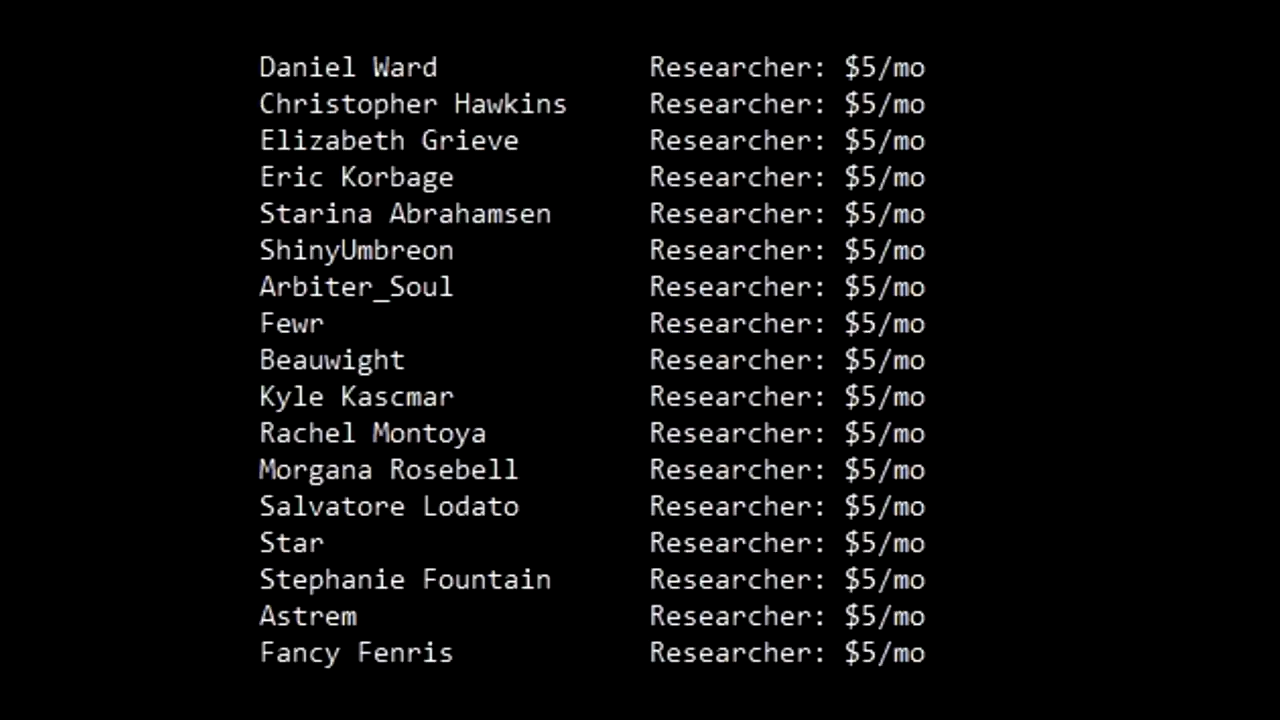 Daniel Ward Researcher: $5/mo
Christopher Hawkins Researcher: $5/mo
Elizabeth Grieve Researcher: $5/mo
Eric Korbage Researcher: $5/mo
Starina Abrahamsen Researcher: $5/mo
ShinyUmbreon Researcher: $5/mo
Arbiter_Soul Researcher: $5/mo
Fewr Researcher: $5/mo
Beauwight Researcher: $5/mo
Kyle Kascmar Researcher: $5/mo
Rachel Montoya Researcher: $5/mo
Morgana Rosebell Researcher: $5/mo
Salvatore Lodato Researcher: $5/mo
Star Researcher: $5/mo
Stephanie Fountain Researcher: $5/mo
Astrem Researcher: $5/mo
Fancy Fenris Researcher: $5/mo